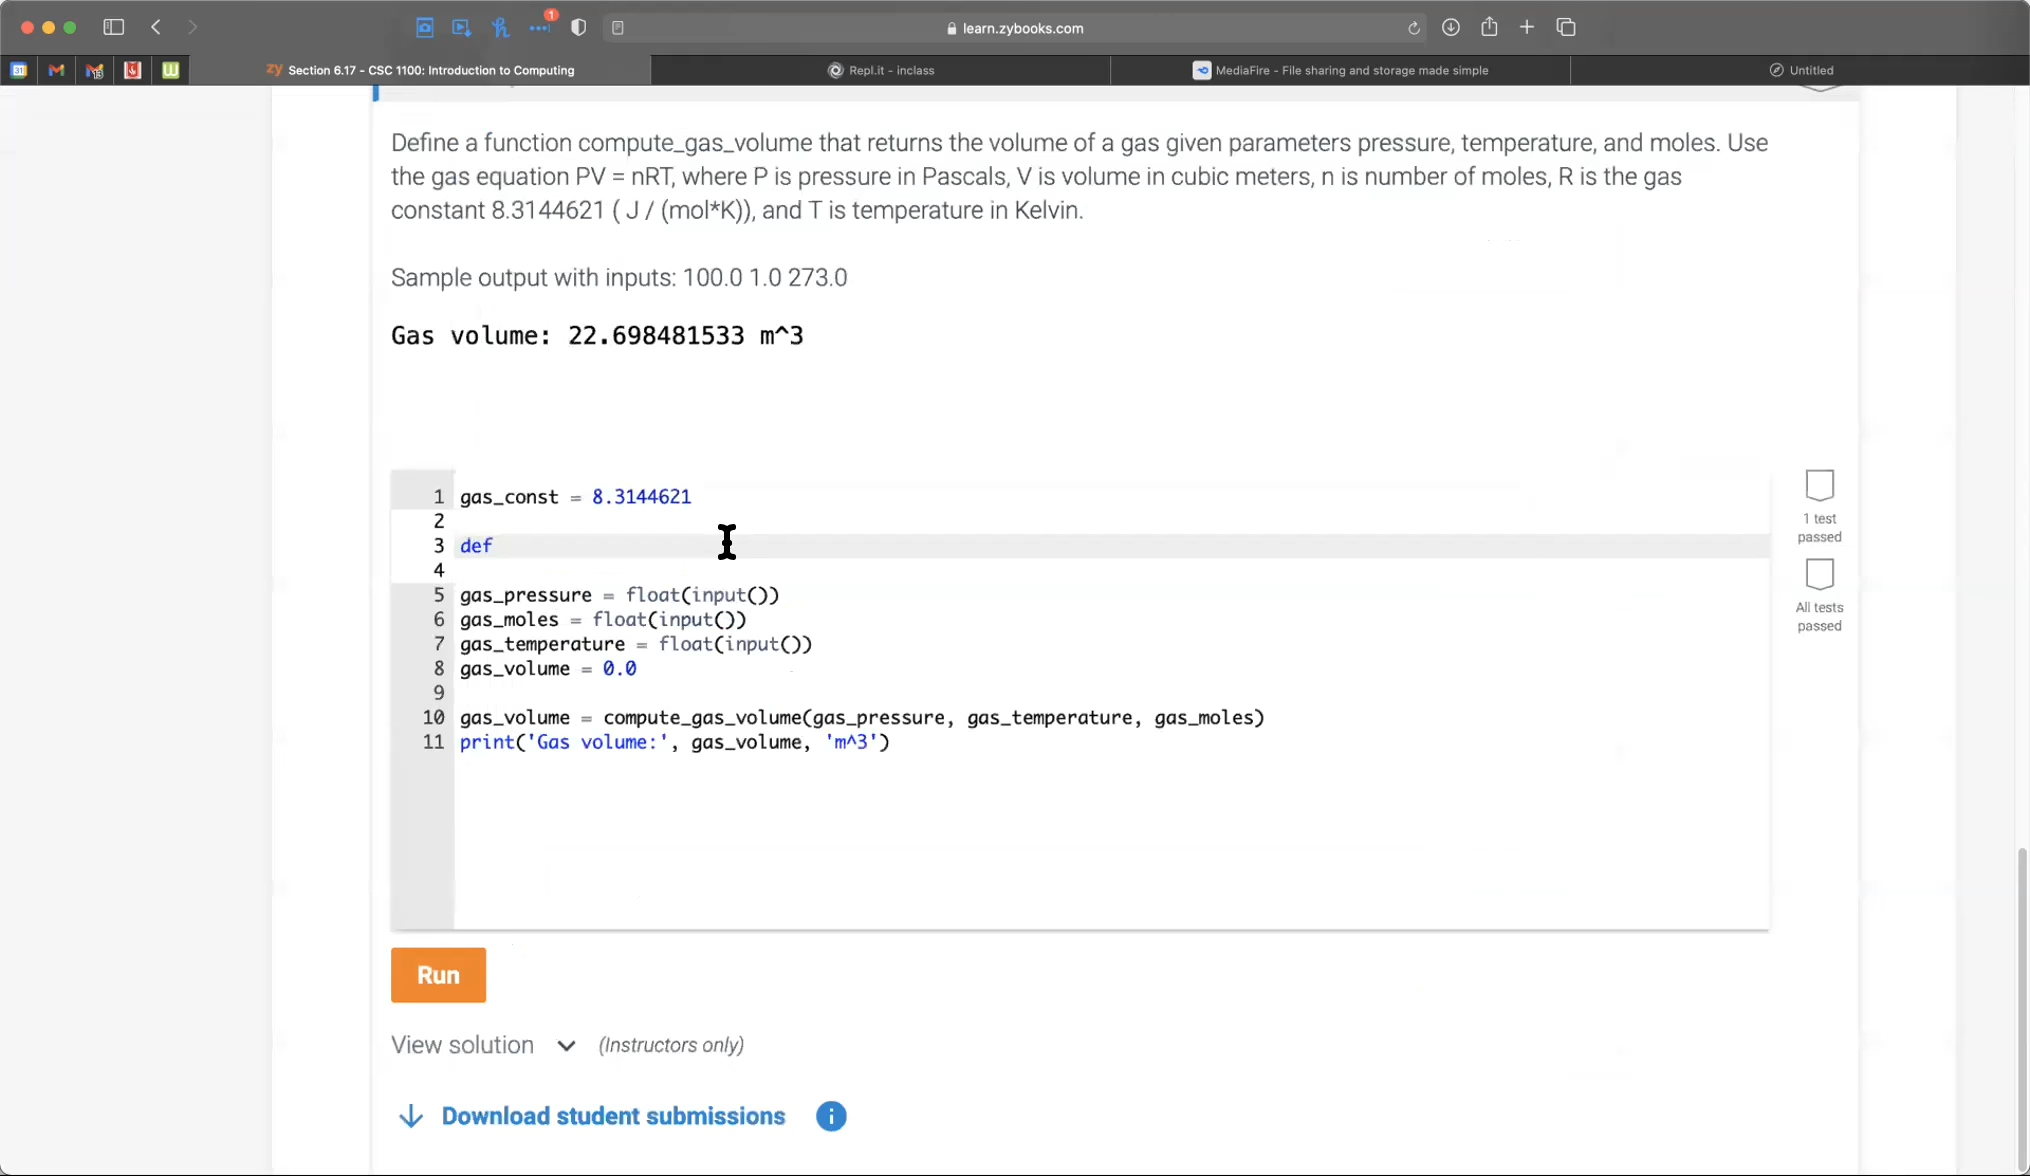 learn.zybooks.com
1
31
13
W
zy Section 6.17 - CSC 1100: Introduction to Computing
Repl.it - inclass
MediaFire - File sharing and storage made simple
Untitled
Define a function compute_gas_volume that returns the volume of a gas given parameters pressure, temperature, and moles. Use
the gas equation PV = nRT, where P is pressure in Pascals, V is volume in cubic meters, n is number of moles, R is the gas
constant 8.3144621 ( J / (mol*K)), and T is temperature in Kelvin.
Sample output with inputs: 100.0 1.0 273.0
Gas volume: 22.698481533 m^3
1 gas_const = 8.3144621
2
3 def
4
5 gas_pressure = float(input())
6 gas_moles = float(input())
7 gas_temperature = float(input())
8 gas_volume = 0.0
9
10 gas_volume = compute_gas_volume(gas_pressure, gas_temperature, gas_moles)
11 print('Gas volume:', gas_volume, 'm^3')
1 test
passed
All tests
passed
Run
View solution (Instructors only)
Download student submissions i